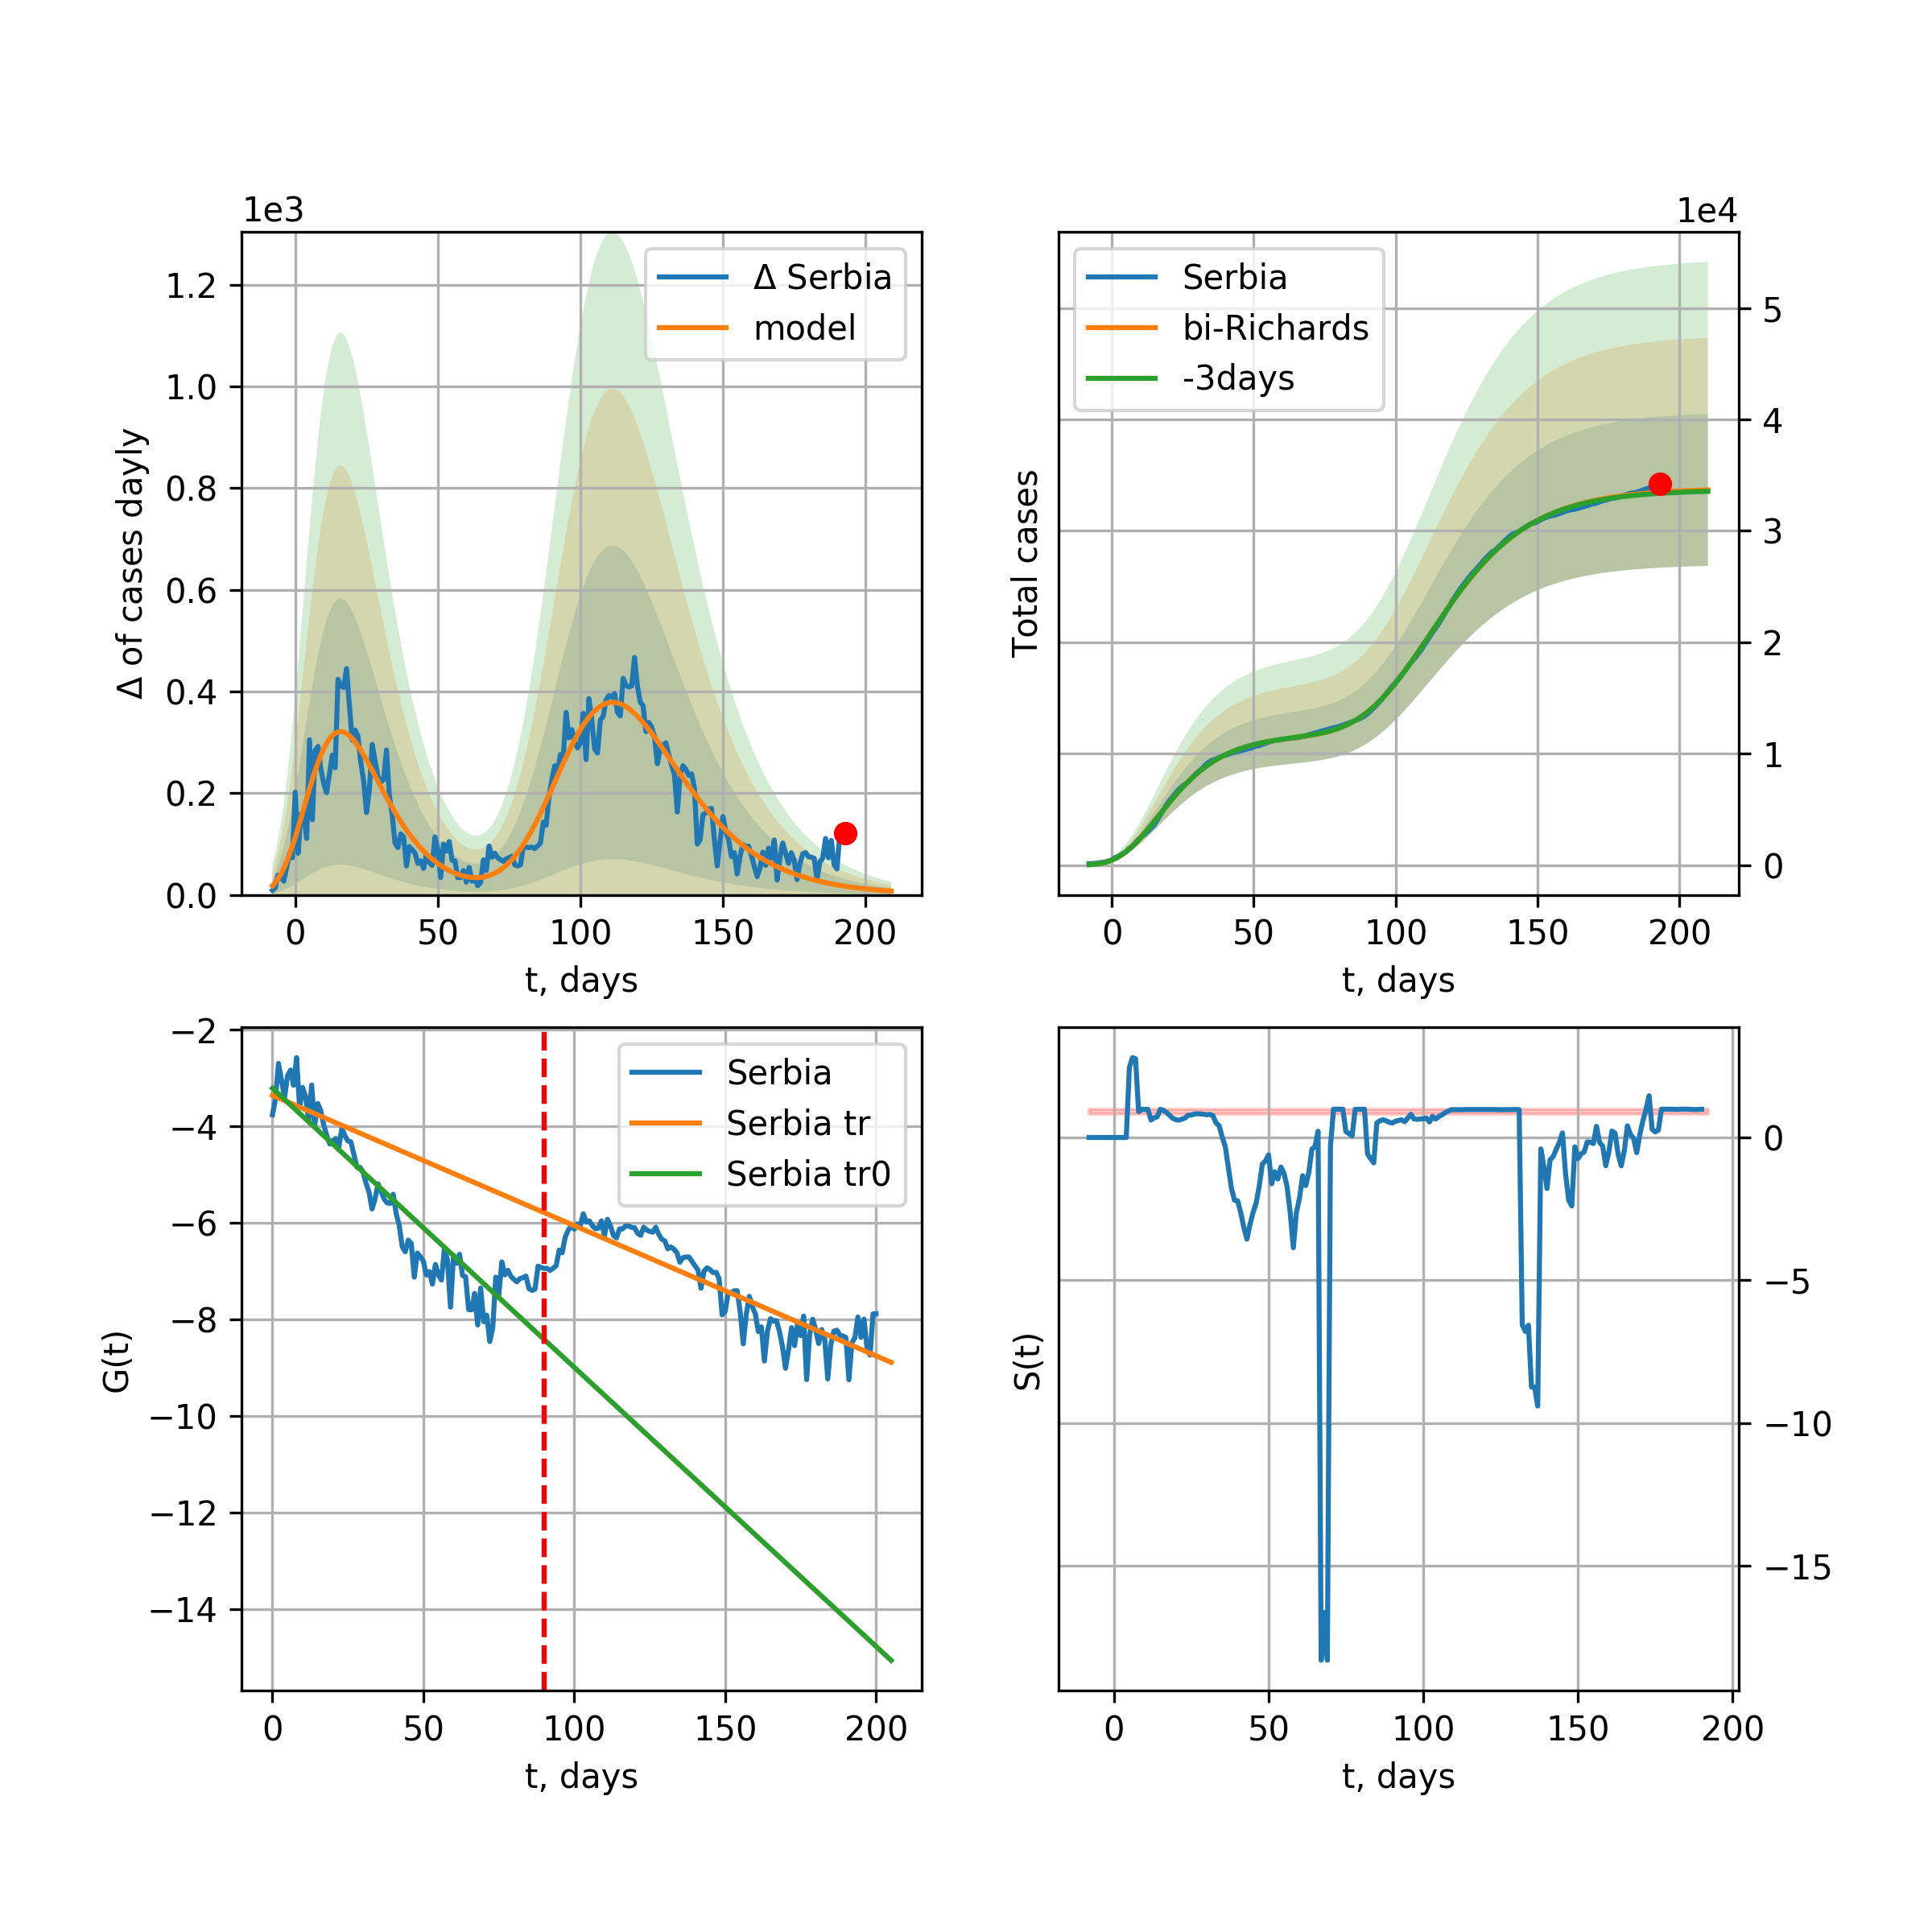 1e3
Δ of cases dayly
1.2
1.0
0.8
0.6
0.4
0.2
0.0
0 50 100 150 200
t, days
Δ Serbia
model
1e4
Total cases
5
4
3
2
1
0
0 50 100 150 200
t, days
Serbia
bi-Richards
-3days
G(t)
−2
−4
−6
−8
−10
−12
−14
0 50 100 150 200
t, days
Serbia
Serbia tr
Serbia tr0
S(t)
0
−5
−10
−15
0 50 100 150 200
t, days